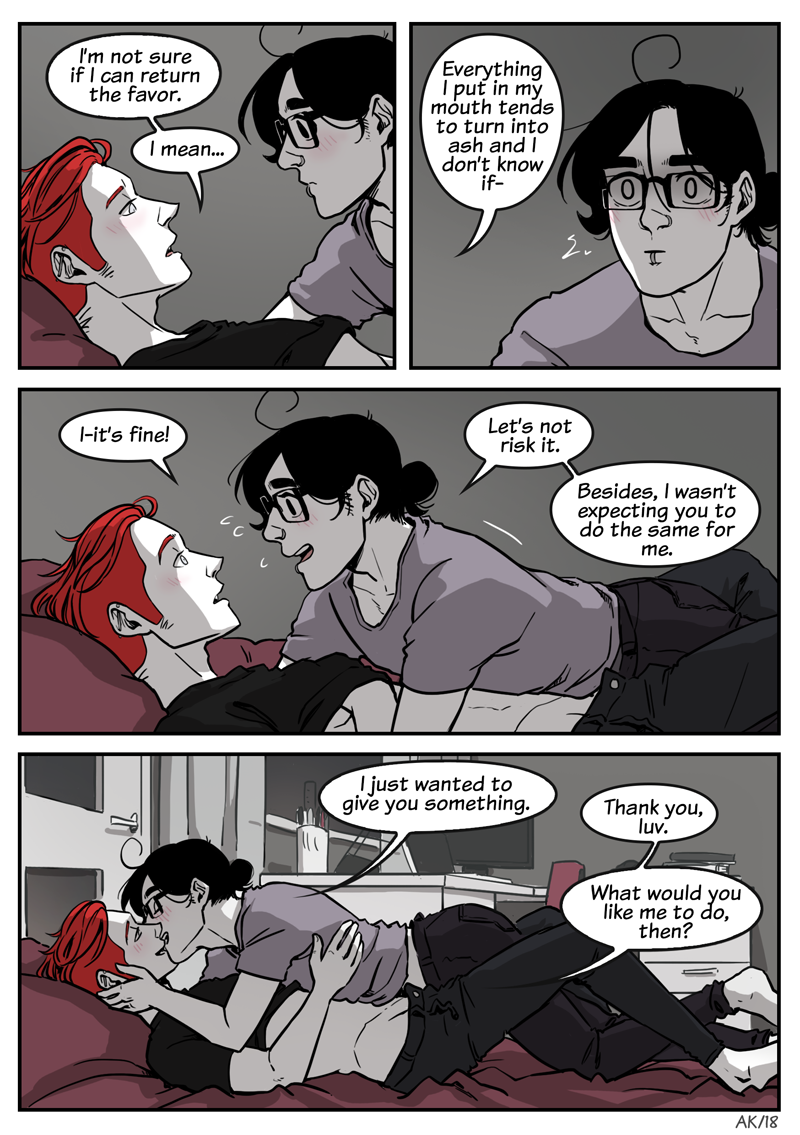 I'm not sure
if I can return
the favor.
I mean...
Everything
I put in my
mouth tends
to turn into
ash and I
don't know
if-
I-it's fine!
Let's not
risk it.
Besides, I wasn't
expecting you to
do the same for
me.
I just wanted to
give you something.
Thank you,
luv.
What would you
like me to do,
then?
AK/18